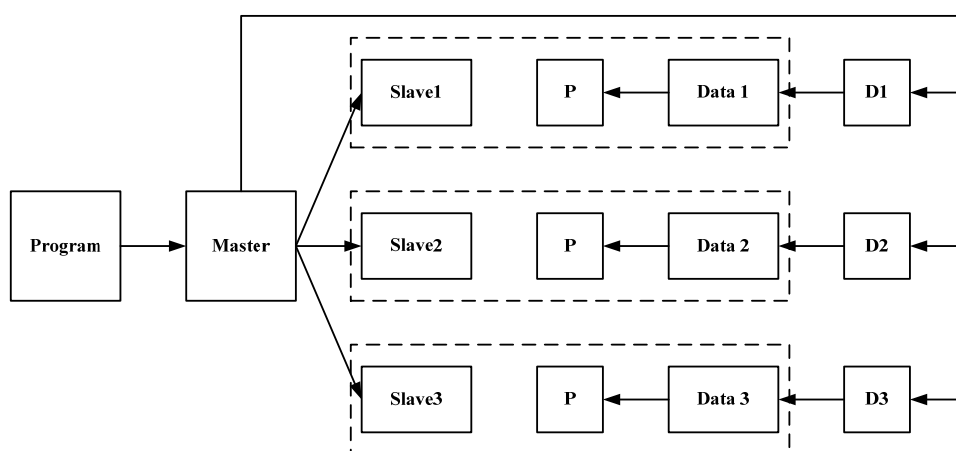 Slave1
P
Data 1
D1
Program
Master
Slave2
P
Data 2
D2
Slave3
P
Data 3
D3